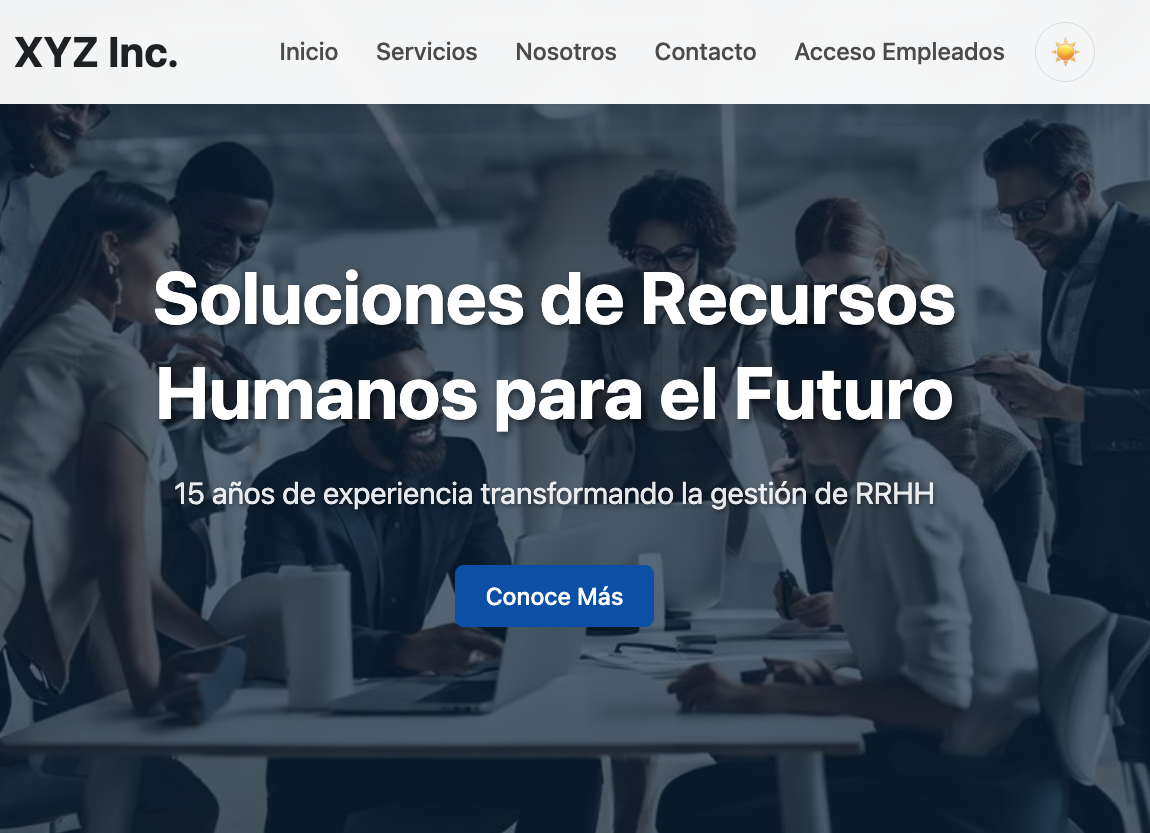 XYZ Inc.
Inicio Servicios Nosotros Contacto Acceso Empleados
Soluciones de Recursos
Humanos para el Futuro
15 años de experiencia transformando la gestión de RRHH
Conoce Más